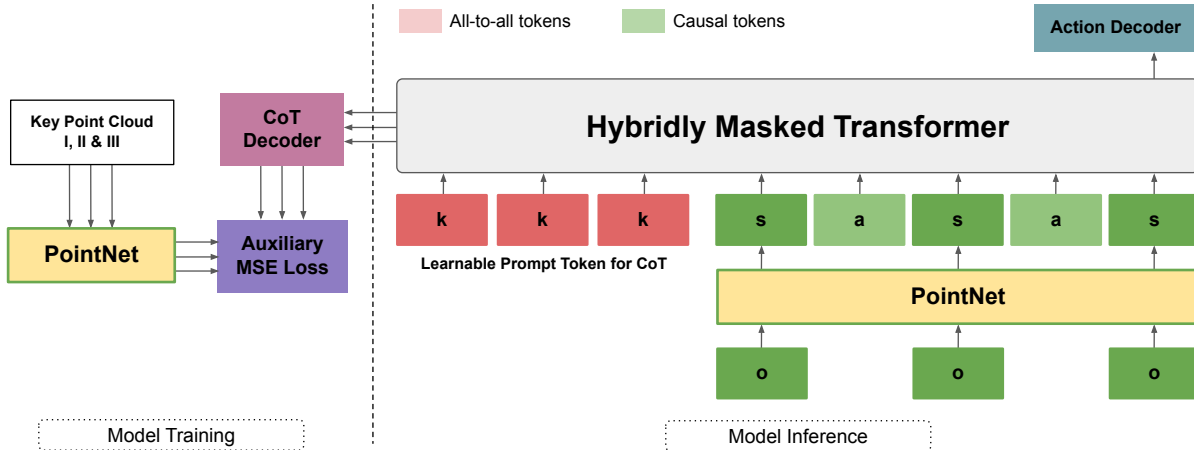 All-to-all tokens
Causal tokens
Action Decoder
Key Point Cloud
I, II & III
CoT
Decoder
Hybridly Masked Transformer
k k k s a s a s
Learnable Prompt Token for CoT
PointNet
Auxiliary
MSE Loss
PointNet
o o o
Model Training
Model Inference